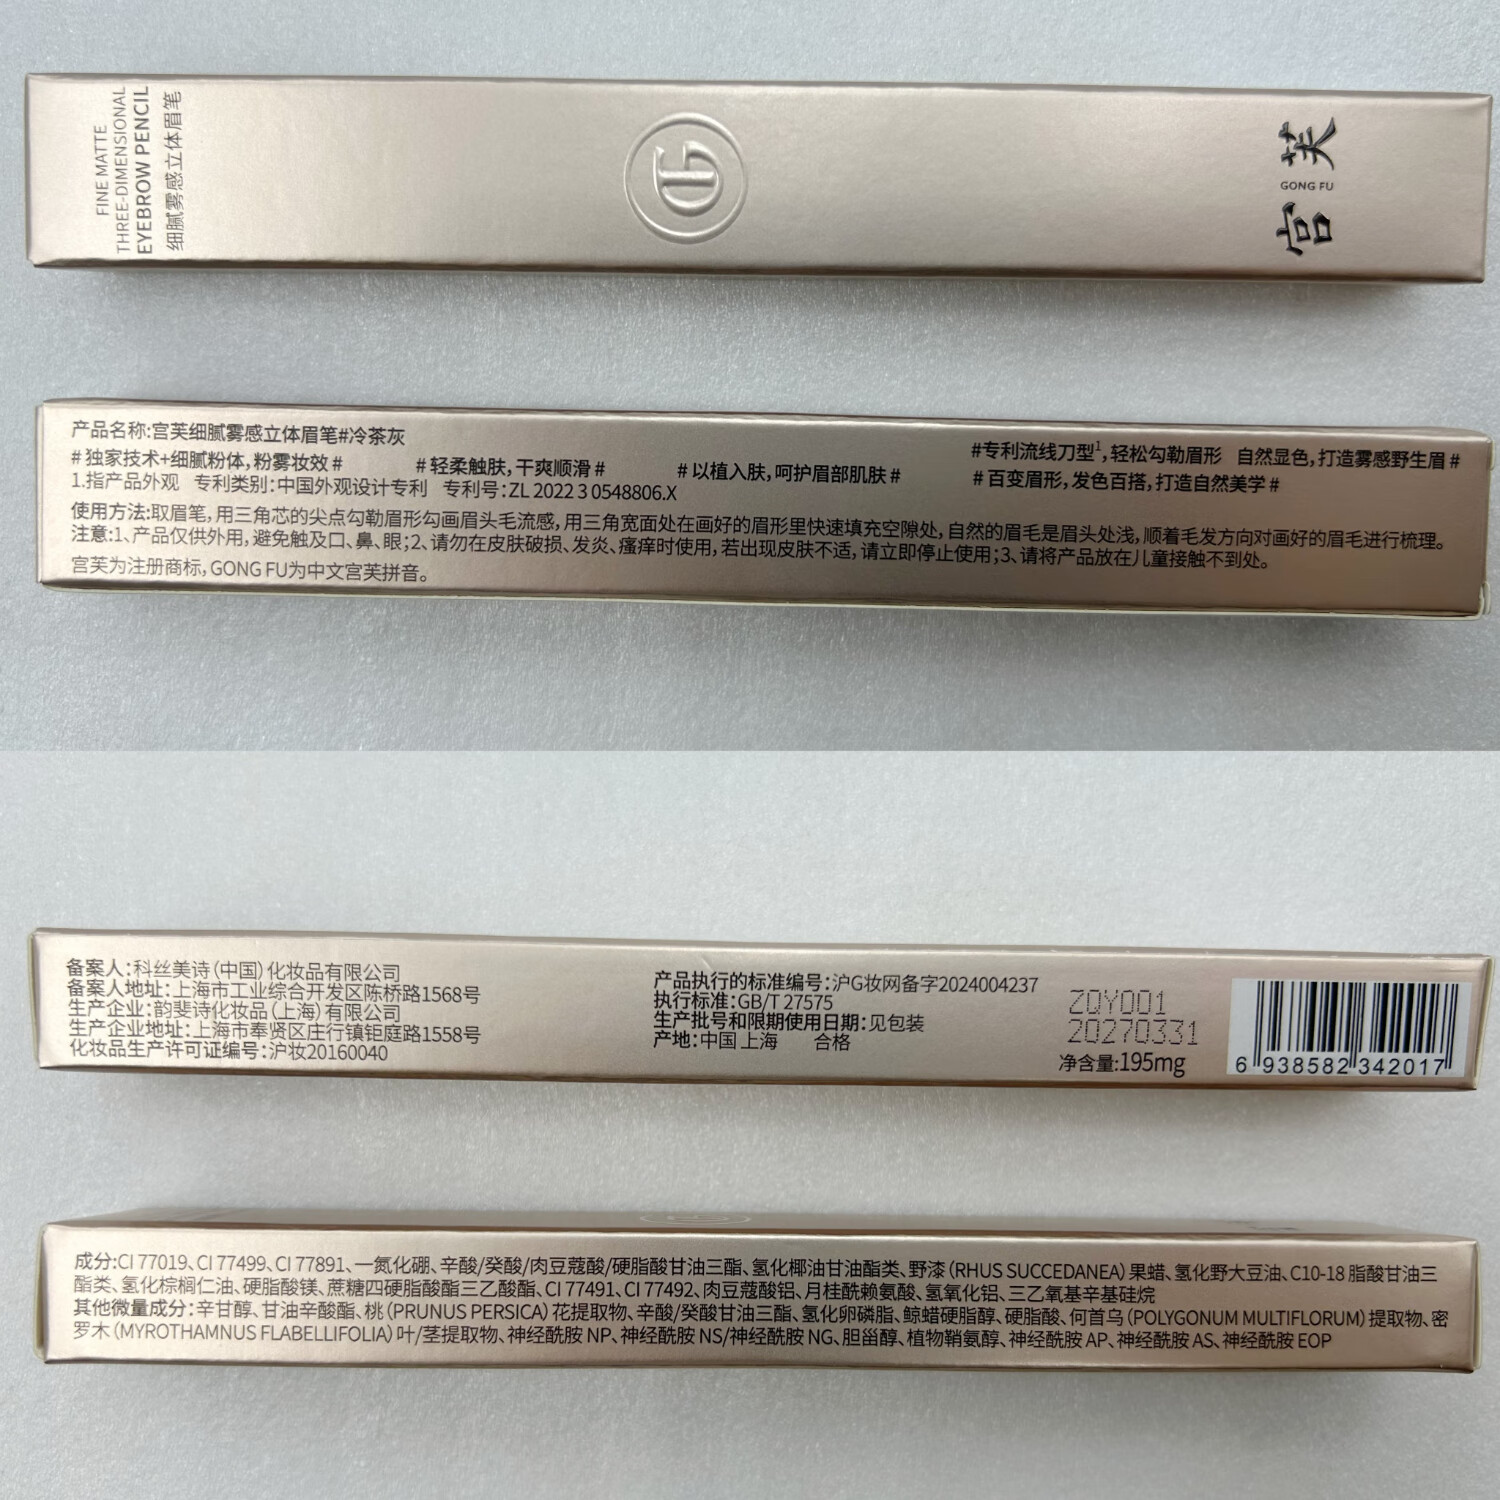 FINE MATTE
THREE-DIMENSIONAL
EYEBROW PENCIL
细腻雾感立体眉笔
G
宫芙
GONG FU
产品名称:宫芙细腻雾感立体眉笔#冷茶灰
#独家技术+细腻粉体,粉雾妆效# #轻柔触肤,干爽顺滑# #以植入肤,呵护眉部肌肤# #专利流线刀型1,轻松勾勒眉形 自然显色,打造雾感野生眉#
1.指产品外观 专利类别:中国外观设计专利 专利号:ZL 2022 3 0548806.X #百变眉形,发色百搭,打造自然美学#
使用方法:取眉笔,用三角芯的尖点勾勒眉形勾画眉头毛流感,用三角宽面处在画好的眉形里快速填充空隙处,自然的眉毛是眉头处浅,顺着毛发方向对画好的眉毛进行梳理。
注意:1、产品仅供外用,避免触及口、鼻、眼;2、请勿在皮肤破损、发炎、瘙痒时使用,若出现皮肤不适,请立即停止使用;3、请将产品放在儿童接触不到处。
宫芙为注册商标,GONG FU为中文宫芙拼音。
备案人:科丝美诗(中国)化妆品有限公司
备案人地址:上海市工业综合开发区陈桥路1568号
生产企业:韵斐诗化妆品(上海)有限公司
生产企业地址:上海市奉贤区庄行镇钜庭路1558号
化妆品生产许可证编号:沪妆20160040
产品执行的标准编号:沪G妆网备字2024004237
执行标准:GB/T 27575
生产批号和限期使用日期:见包装
产地:中国 上海 合格
ZQY001
20270331
净含量:195mg
6 938582 342017
成分:CI 77019、CI 77499、CI 77891、一氮化硼、辛酸/癸酸/肉豆蔻酸/硬脂酸甘油三酯、氢化椰油甘油酯类、野漆(RHUS SUCCEDANEA)果蜡、氢化野大豆油、C10-18 脂酸甘油三
酯类、氢化棕榈仁油、硬脂酸镁、蔗糖四硬脂酸酯三乙酸酯、CI 77491、CI 77492、肉豆蔻酸铝、月桂酰赖氨酸、氢氧化铝、三乙氧基辛基硅烷
其他微量成分:辛甘醇、甘油辛酸酯、桃(PRUNUS PERSICA)花提取物、辛酸/癸酸甘油三酯、氢化卵磷脂、鲸蜡硬脂醇、硬脂酸、何首乌(POLYGONUM MULTIFLORUM)提取物、密
罗木(MYROTHAMNUS FLABELLIFOLIA)叶/茎提取物、神经酰胺 NP、神经酰胺 NS/神经酰胺 NG、胆甾醇、植物鞘氨醇、神经酰胺 AP、神经酰胺 AS、神经酰胺 EOP